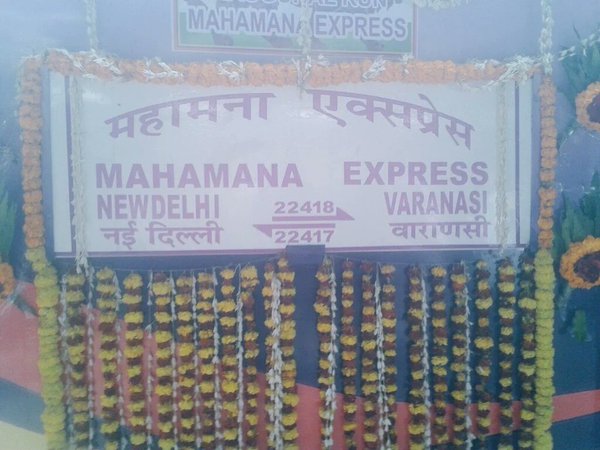 MAHAMANA EXPRESS
महामना एक्सप्रेस
MAHAMANA EXPRESS
NEWDELHI 22418 VARANASI
नई दिल्ली 22417 वाराणसी